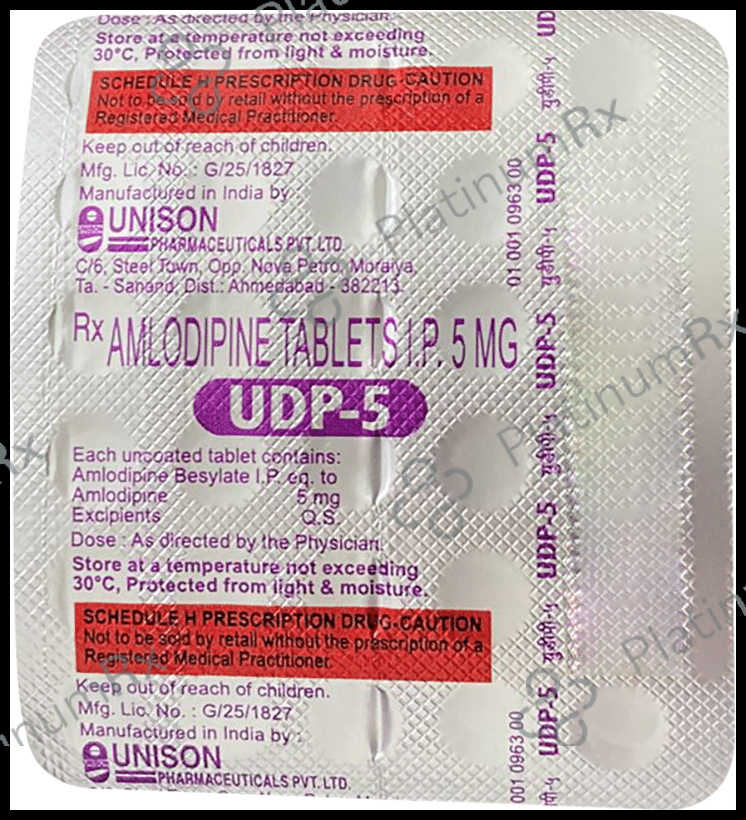 Dose : As directed by the Physician.
Store at a temperature not exceeding
30°C, Protected from light & moisture.
SCHEDULE H PRESCRIPTION DRUG-CAUTION
Not to be sold by retail without the prescription of a
Registered Medical Practitioner.
Keep out of reach of children.
Mfg. Lic. No. : G/25/1827
Manufactured in India by :
UNISON
PHARMACEUTICALS PVT. LTD.
C/6, Steel Town, Opp. Nova Petro, Moraiya,
Ta. - Sanand, Dist.: Ahmedabad - 382213.
Rx AMLODIPINE TABLETS I.P. 5 MG
UDP-5
Each uncoated tablet contains:
Amlodipine Besylate I.P. eq. to
Amlodipine 5 mg
Excipients Q.S.
Dose : As directed by the Physician.
Store at a temperature not exceeding
30°C, Protected from light & moisture.
SCHEDULE H PRESCRIPTION DRUG-CAUTION
Not to be sold by retail without the prescription of a
Registered Medical Practitioner.
Keep out of reach of children.
Mfg. Lic. No. : G/25/1827
Manufactured in India by :
UNISON
PHARMACEUTICALS PVT. LTD.
01 001 0963 00
001 0963 00
यूडीपी-५ UDP-5 यूडीपी-५ UDP-5 यूडीपी-५ UDP-5 यूडीपी-५ UDP-5 यूडीपी-५ UD
PlatinumRx
PlatinumRx
PlatinumRx